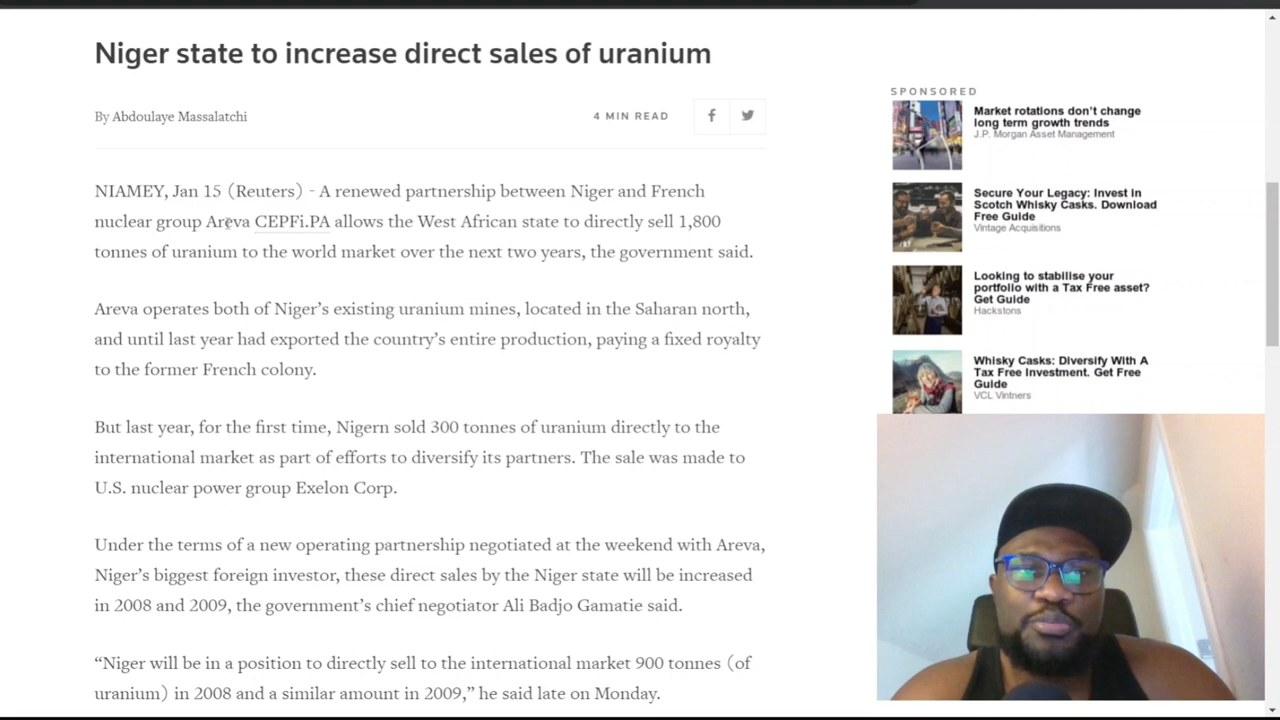 Niger state to increase direct sales of uranium
By Abdoulaye Massalatchi
4 MIN READ
NIAMEY, Jan 15 (Reuters) - A renewed partnership between Niger and French
nuclear group Areva CEPFi.PA allows the West African state to directly sell 1,800
tonnes of uranium to the world market over the next two years, the government said.
Areva operates both of Niger’s existing uranium mines, located in the Saharan north,
and until last year had exported the country’s entire production, paying a fixed royalty
to the former French colony.
But last year, for the first time, Nigern sold 300 tonnes of uranium directly to the
international market as part of efforts to diversify its partners. The sale was made to
U.S. nuclear power group Exelon Corp.
Under the terms of a new operating partnership negotiated at the weekend with Areva,
Niger’s biggest foreign investor, these direct sales by the Niger state will be increased
in 2008 and 2009, the government’s chief negotiator Ali Badjo Gamatie said.
“Niger will be in a position to directly sell to the international market 900 tonnes (of
uranium) in 2008 and a similar amount in 2009,” he said late on Monday.
SPONSORED
Market rotations don’t change
long term growth trends
J.P. Morgan Asset Management
Secure Your Legacy: Invest in
Scotch Whisky Casks. Download
Free Guide
Vintage Acquisitions
Looking to stabilise your
portfolio with a Tax Free asset?
Get Guide
Hackstons
Whisky Casks: Diversify With A
Tax Free Investment. Get Free
Guide
VCL Vintners